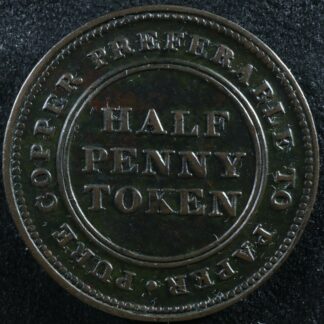 PURE COPPER PREFERABLE TO PAPER •
HALF
PENNY
TOKEN